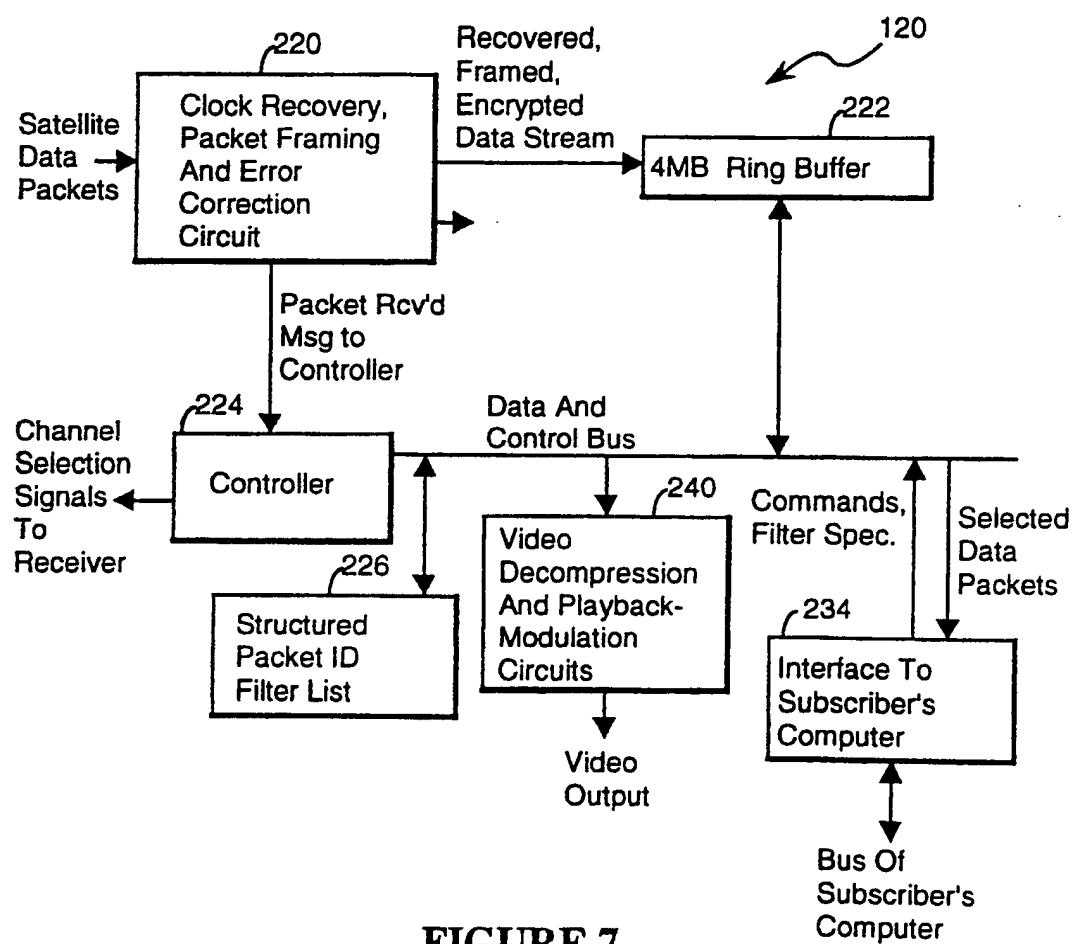 220
Recovered,
Framed,
Encrypted
Data Stream
120
Satellite
Data
Packets
Clock Recovery,
Packet Framing
And Error
Correction
Circuit
222
4MB Ring Buffer
Packet Rcv'd
Msg to
Controller
224
Channel
Selection
Signals
To
Receiver
Controller
Data And
Control Bus
226
Structured
Packet ID
Filter List
240
Video
Decompression
And Playback-
Modulation
Circuits
Commands,
Filter Spec.
Selected
Data
Packets
234
Interface To
Subscriber's
Computer
Video
Output
Bus Of
Subscriber's
Computer
FIGURE 7